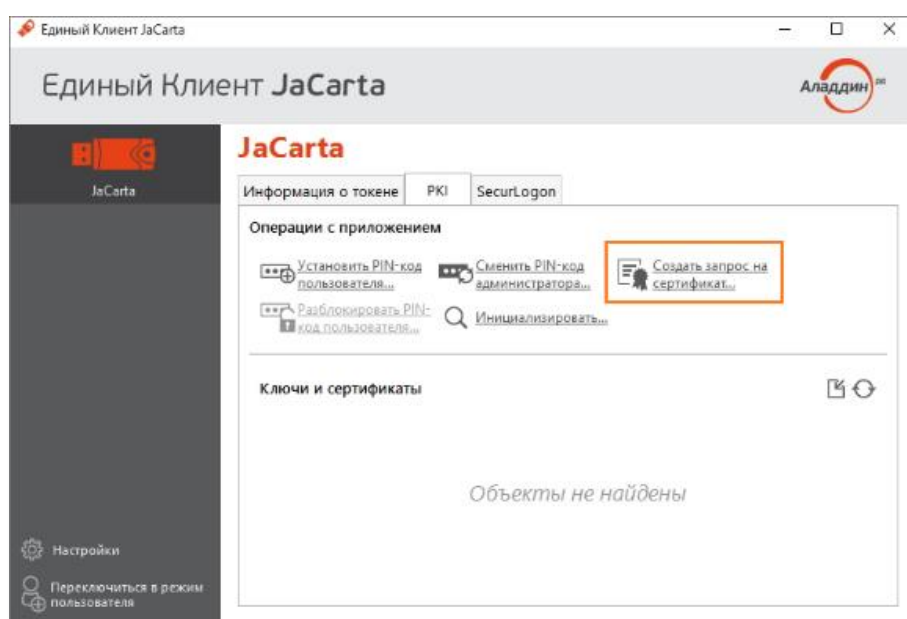 Единый Клиент JaCarta
Единый Клиент JaCarta
Аладдин
JaCarta
JaCarta
Информация о токене PKI SecurLogon
Операции с приложением
Установить PIN-код
пользователя...
Сменить PIN-код
администратора...
Создать запрос на
сертификат...
Разблокировать PIN-
код пользователя...
Инициализировать...
Ключи и сертификаты
Объекты не найдены
Настройки
Переключиться в режим
пользователя